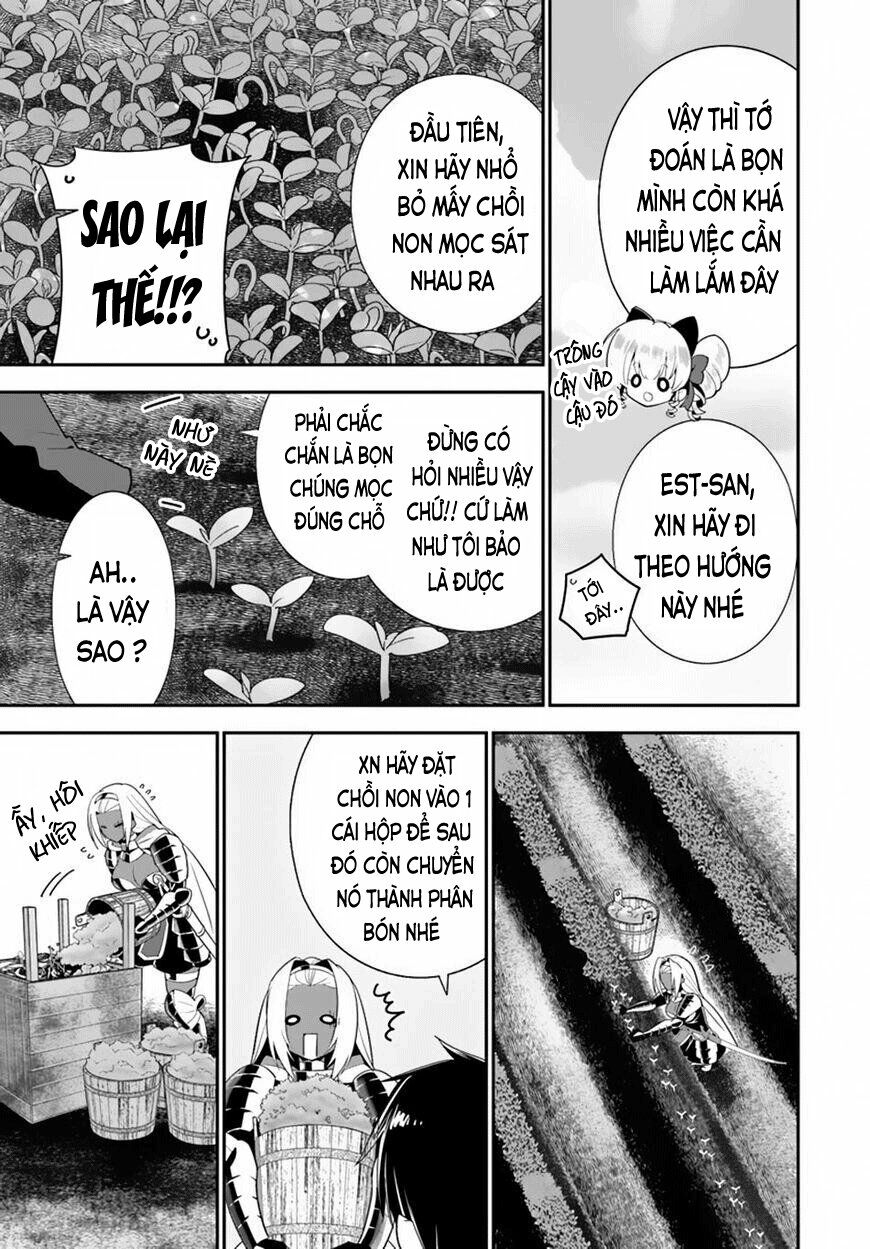 VẬY THÌ TỚ
ĐOÁN LÀ BỌN
MÌNH CÒN KHÁ
NHIỀU VIỆC CẦN
LÀM LẮM ĐÂY
TRÔNG
CẬY VÀO
CẬU ĐÓ
EST-SAN,
XIN HÃY ĐI
THEO HƯỚNG
NÀY NHÉ
TỚI
ĐÂY..
ĐẦU TIÊN,
XIN HÃY NHỔ
BỎ MẤY CHỒI
NON MỌC SÁT
NHAU RA
SAO LẠI
THẾ!!?
ĐỪNG CÓ
HỎI NHIỀU VẬY
CHỨ!! CỨ LÀM
NHƯ TÔI BẢO
LÀ ĐƯỢC
PHẢI CHẮC
CHẮN LÀ BỌN
CHÚNG MỌC
ĐÚNG CHỖ
NHƯ
NÀY NÈ
AH..
LÀ VẬY
SAO ?
XN HÃY ĐẶT
CHỒI NON VÀO 1
CÁI HỘP ĐỂ SAU
ĐÓ CÒN CHUYỂN
NÓ THÀNH PHÂN
BÓN NHÉ
ẪY, HÔI
KHIẾP